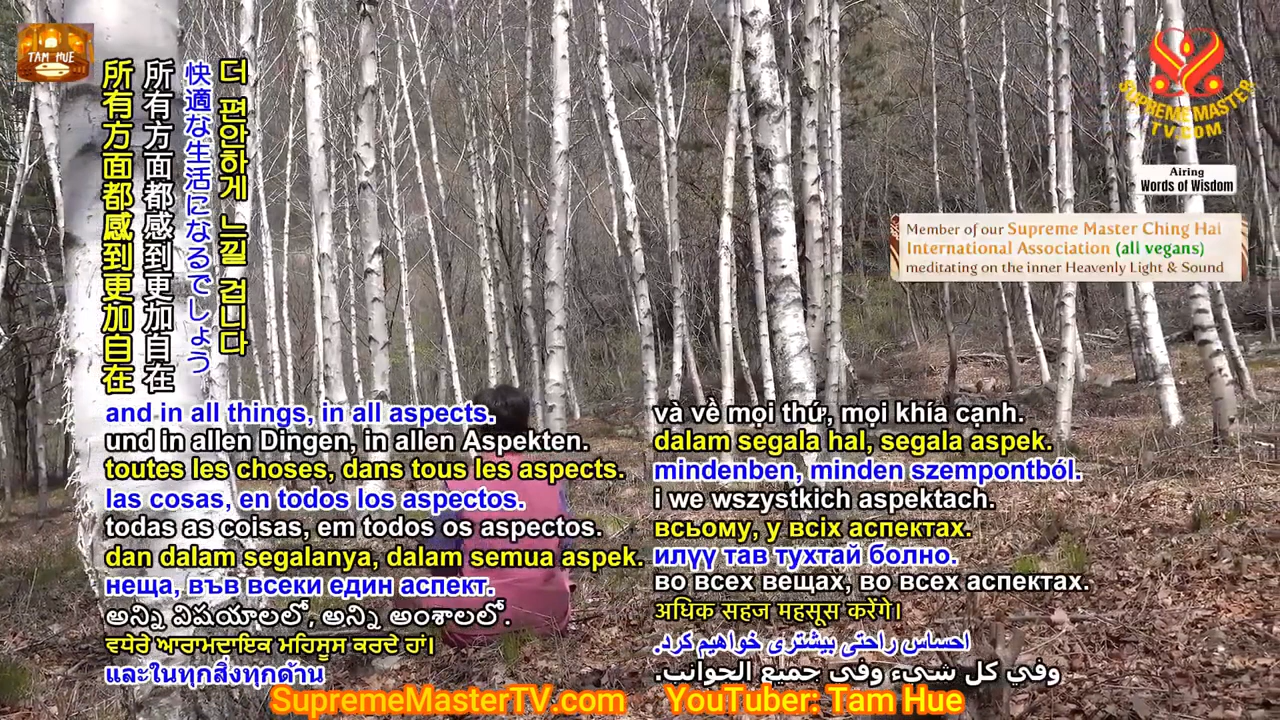 TAM HUE
SUPREME MASTER
TV.COM
Airing
Words of Wisdom
Member of our Supreme Master Ching Hai
International Association (all vegans)
meditating on the inner Heavenly Light & Sound
所有方面都感到更加自在
所有方面都感到更加自在
快適な生活になるでしょう
더 편안하게 느낄 겁니다
and in all things, in all aspects.
und in allen Dingen, in allen Aspekten.
toutes les choses, dans tous les aspects.
las cosas, en todos los aspectos.
todas as coisas, em todos os aspectos.
dan dalam segalanya, dalam semua aspek.
неща, във всеки един аспект.
అన్ని విషయాలలో, అన్ని అంశాలలో.
ਵਧੇਰੇ ਆਰਾਮਦਾਇਕ ਮਹਿਸੂਸ ਕਰਦੇ ਹਾਂ।
และในทุกสิ่งทุกด้าน
và về mọi thứ, mọi khía cạnh.
dalam segala hal, segala aspek.
mindenben, minden szempontból.
i we wszystkich aspektach.
всьому, у всіх аспектах.
илүү тав тухтай болно.
во всех вещах, во всех аспектах.
अधिक सहज महसूस करेंगे।
احساس راحتی بیشتری خواهیم کرد.
وفي كل شيء وفي جميع الجوانب.
SupremeMasterTV.com
YouTuber: Tam Hue